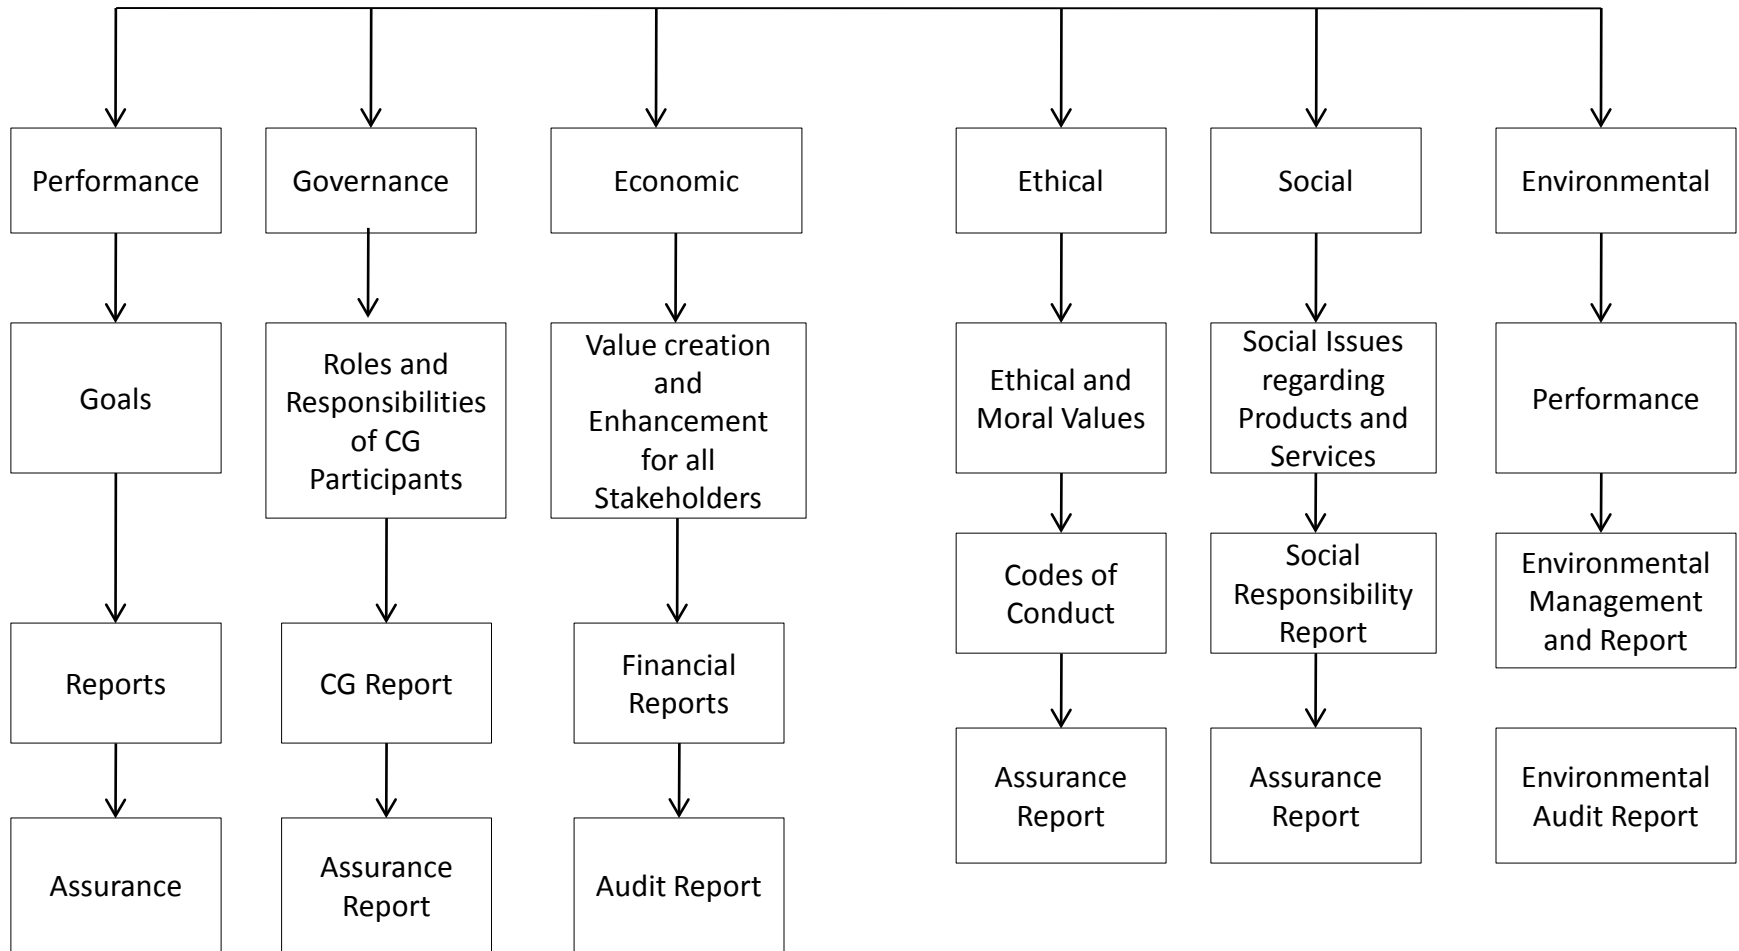 Performance
Governance
Economic
Ethical
Social
Environmental
Goals
Roles and
Responsibilities
of CG
Participants
Value creation
and
Enhancement
for all
Stakeholders
Ethical and
Moral Values
Social Issues
regarding
Products and
Services
Performance
Codes of
Conduct
Social
Responsibility
Report
Environmental
Management
and Report
Reports
CG Report
Financial
Reports
Assurance
Report
Assurance
Report
Environmental
Audit Report
Assurance
Assurance
Report
Audit Report